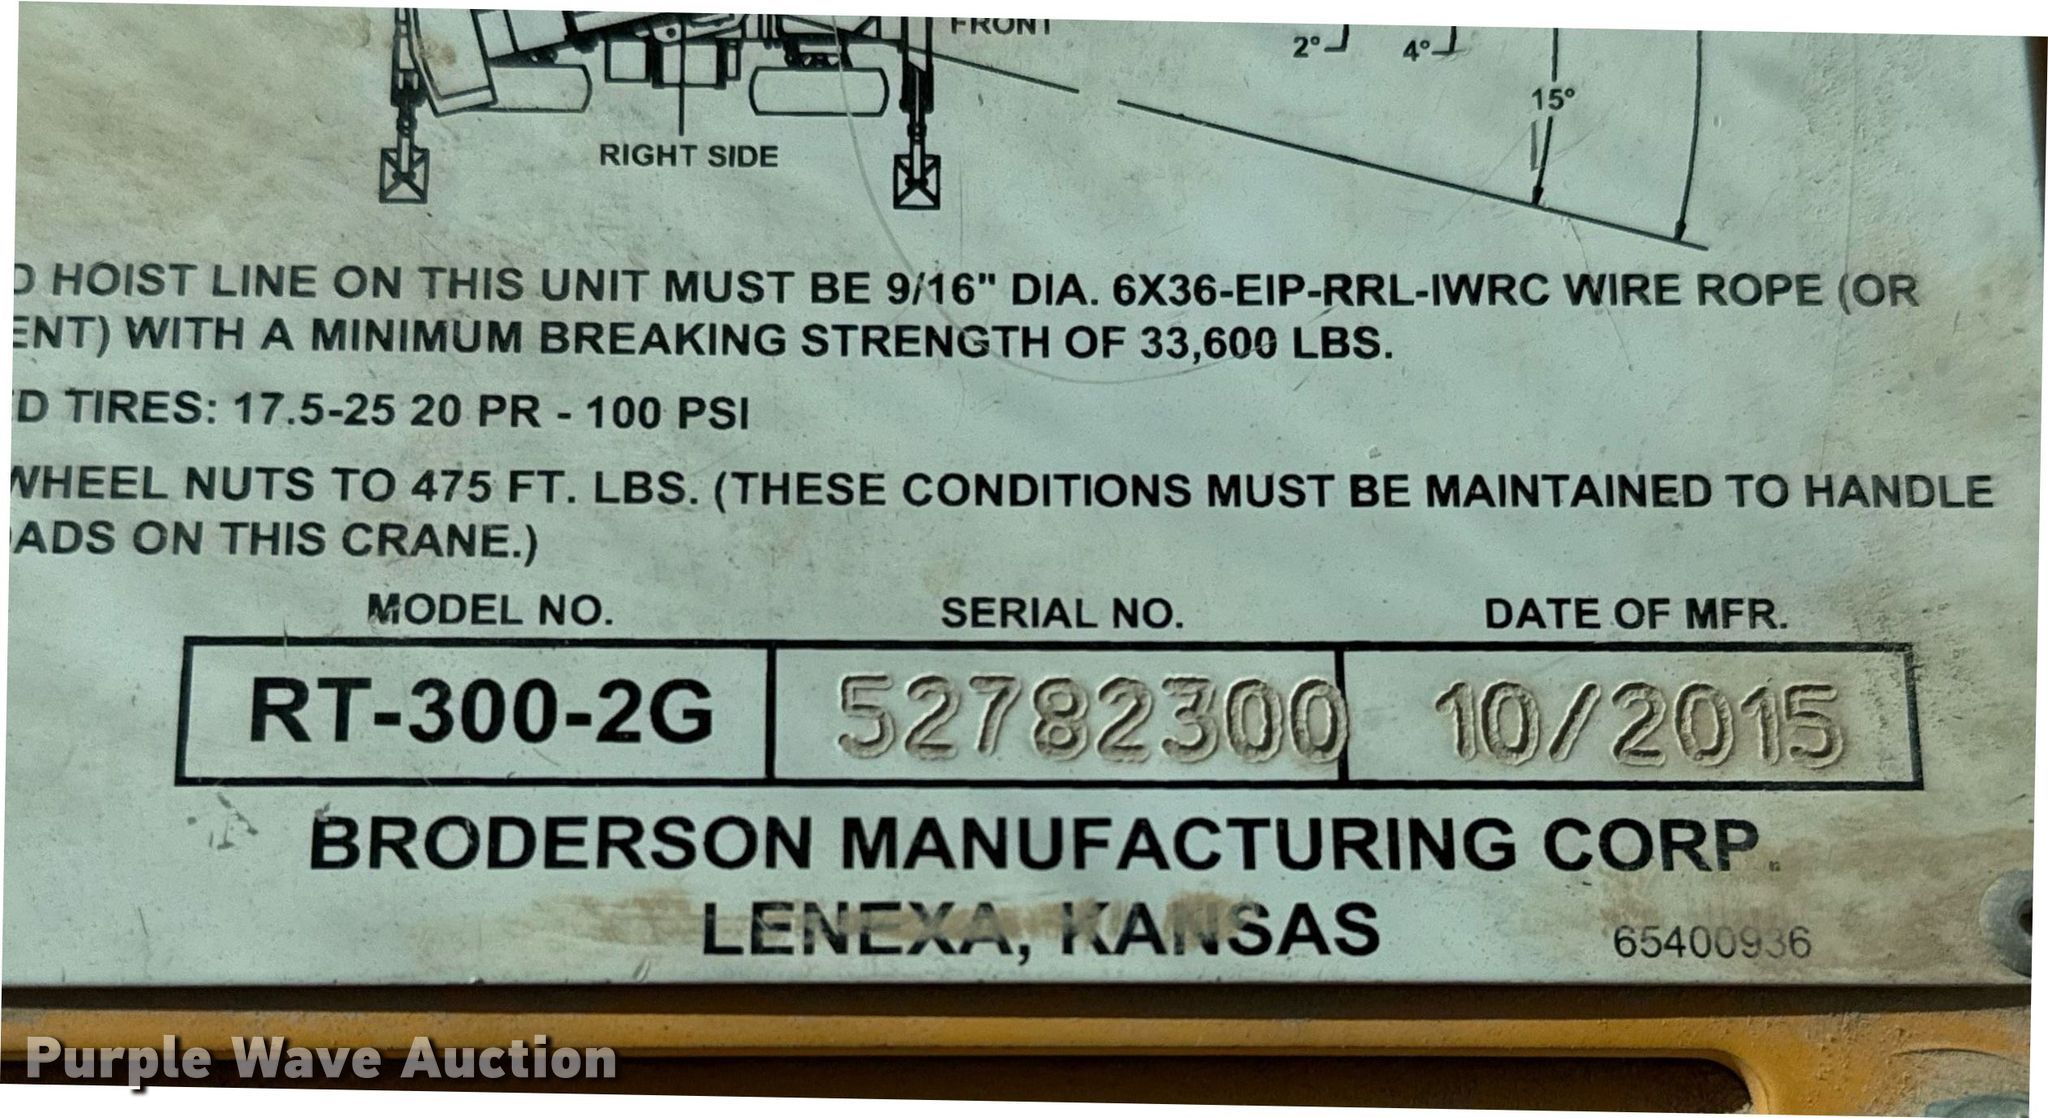 FRONT
2° 4°
15°
RIGHT SIDE
D HOIST LINE ON THIS UNIT MUST BE 9/16" DIA. 6X36-EIP-RRL-IWRC WIRE ROPE (OR
ENT) WITH A MINIMUM BREAKING STRENGTH OF 33,600 LBS.
D TIRES: 17.5-25 20 PR - 100 PSI
WHEEL NUTS TO 475 FT. LBS. (THESE CONDITIONS MUST BE MAINTAINED TO HANDLE
ADS ON THIS CRANE.)
MODEL NO. SERIAL NO. DATE OF MFR.
RT-300-2G 52782300 10/2015
BRODERSON MANUFACTURING CORP.
LENEXA, KANSAS
65400936
Purple Wave Auction